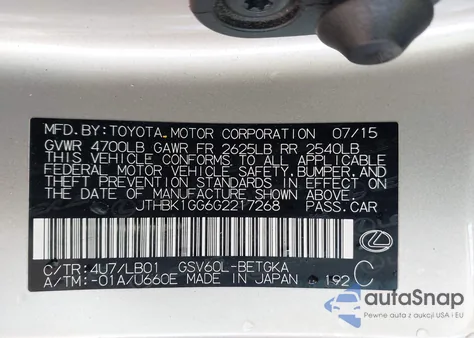 MFD.BY:TOYOTA MOTOR CORPORATION 07/15
GVWR 4700LB GAWR FR 2625LB RR 2540LB
THIS VEHICLE CONFORMS TO ALL APPLICABLE
FEDERAL MOTOR VEHICLE SAFETY,BUMPER,AND
THEFT PREVENTION STANDARDS IN EFFECT ON
THE DATE OF MANUFACTURE SHOWN ABOVE.
JTHBK1GG6G2217268 PASS.CAR
C/TR:4U7/LB01 GSV60L-BETGKA
A/TM:-01A/U660E MADE IN JAPAN 192 C
autoSnap
Pewne auta z aukcji USA i EU